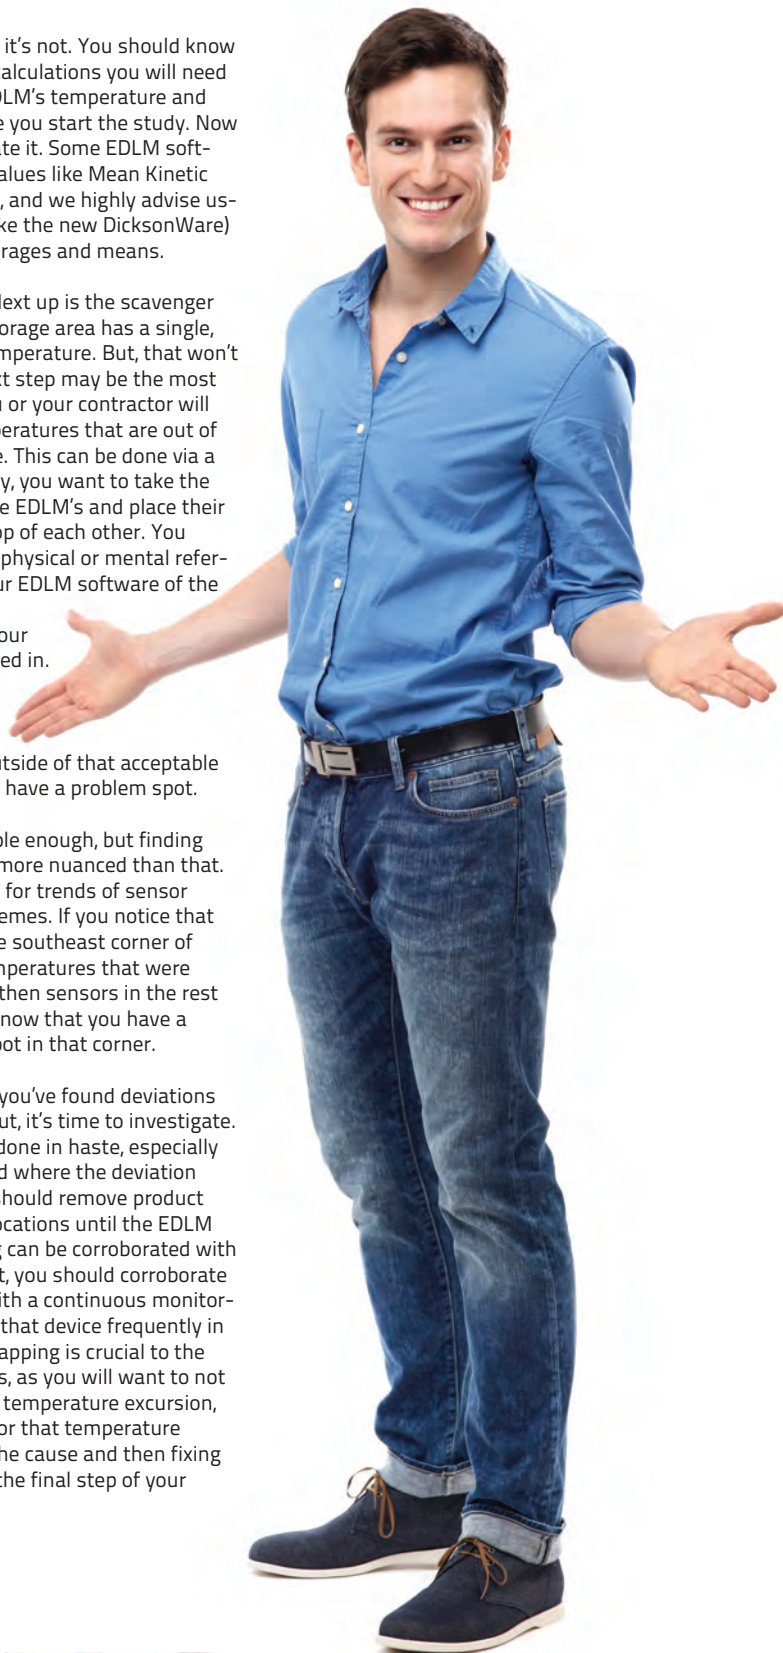 it’s not. You should know
alculations you will need
DLM’s temperature and
e you start the study. Now
ate it. Some EDLM soft-
alues like Mean Kinetic
, and we highly advise us-
ke the new DicksonWare)
rages and means.
Next up is the scavenger
orage area has a single,
mperature. But, that won’t
xt step may be the most
u or your contractor will
peratures that are out of
e. This can be done via a
y, you want to take the
e EDLM’s and place their
op of each other. You
physical or mental refer-
ur EDLM software of the
our
ed in.
utside of that acceptable
have a problem spot.
ple enough, but finding
more nuanced than that.
for trends of sensor
emes. If you notice that
e southeast corner of
mperatures that were
then sensors in the rest
now that you have a
pot in that corner.
you’ve found deviations
ut, it’s time to investigate.
done in haste, especially
d where the deviation
should remove product
ocations until the EDLM
g can be corroborated with
t, you should corroborate
ith a continuous monitor-
that device frequently in
apping is crucial to the
s, as you will want to not
temperature excursion,
or that temperature
he cause and then fixing
the final step of your